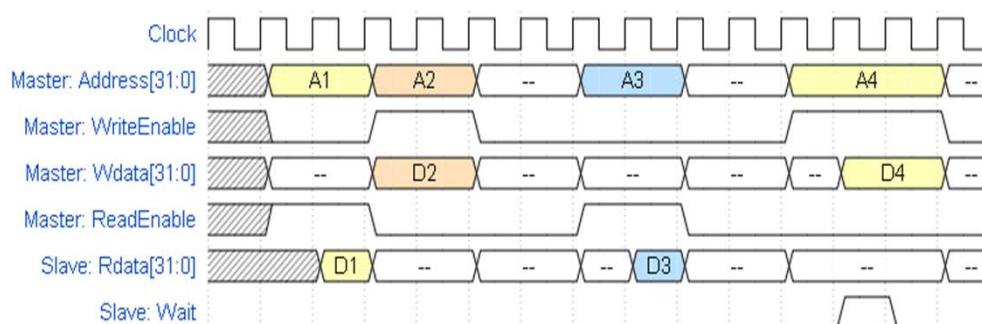 Clock
Master: Address[31:0] A1 A2 -- A3 -- A4 --
Master: WriteEnable
Master: Wdata[31:0] -- D2 -- -- -- -- D4 --
Master: ReadEnable
Slave: Rdata[31:0] D1 -- -- -- D3 -- -- --
Slave: Wait